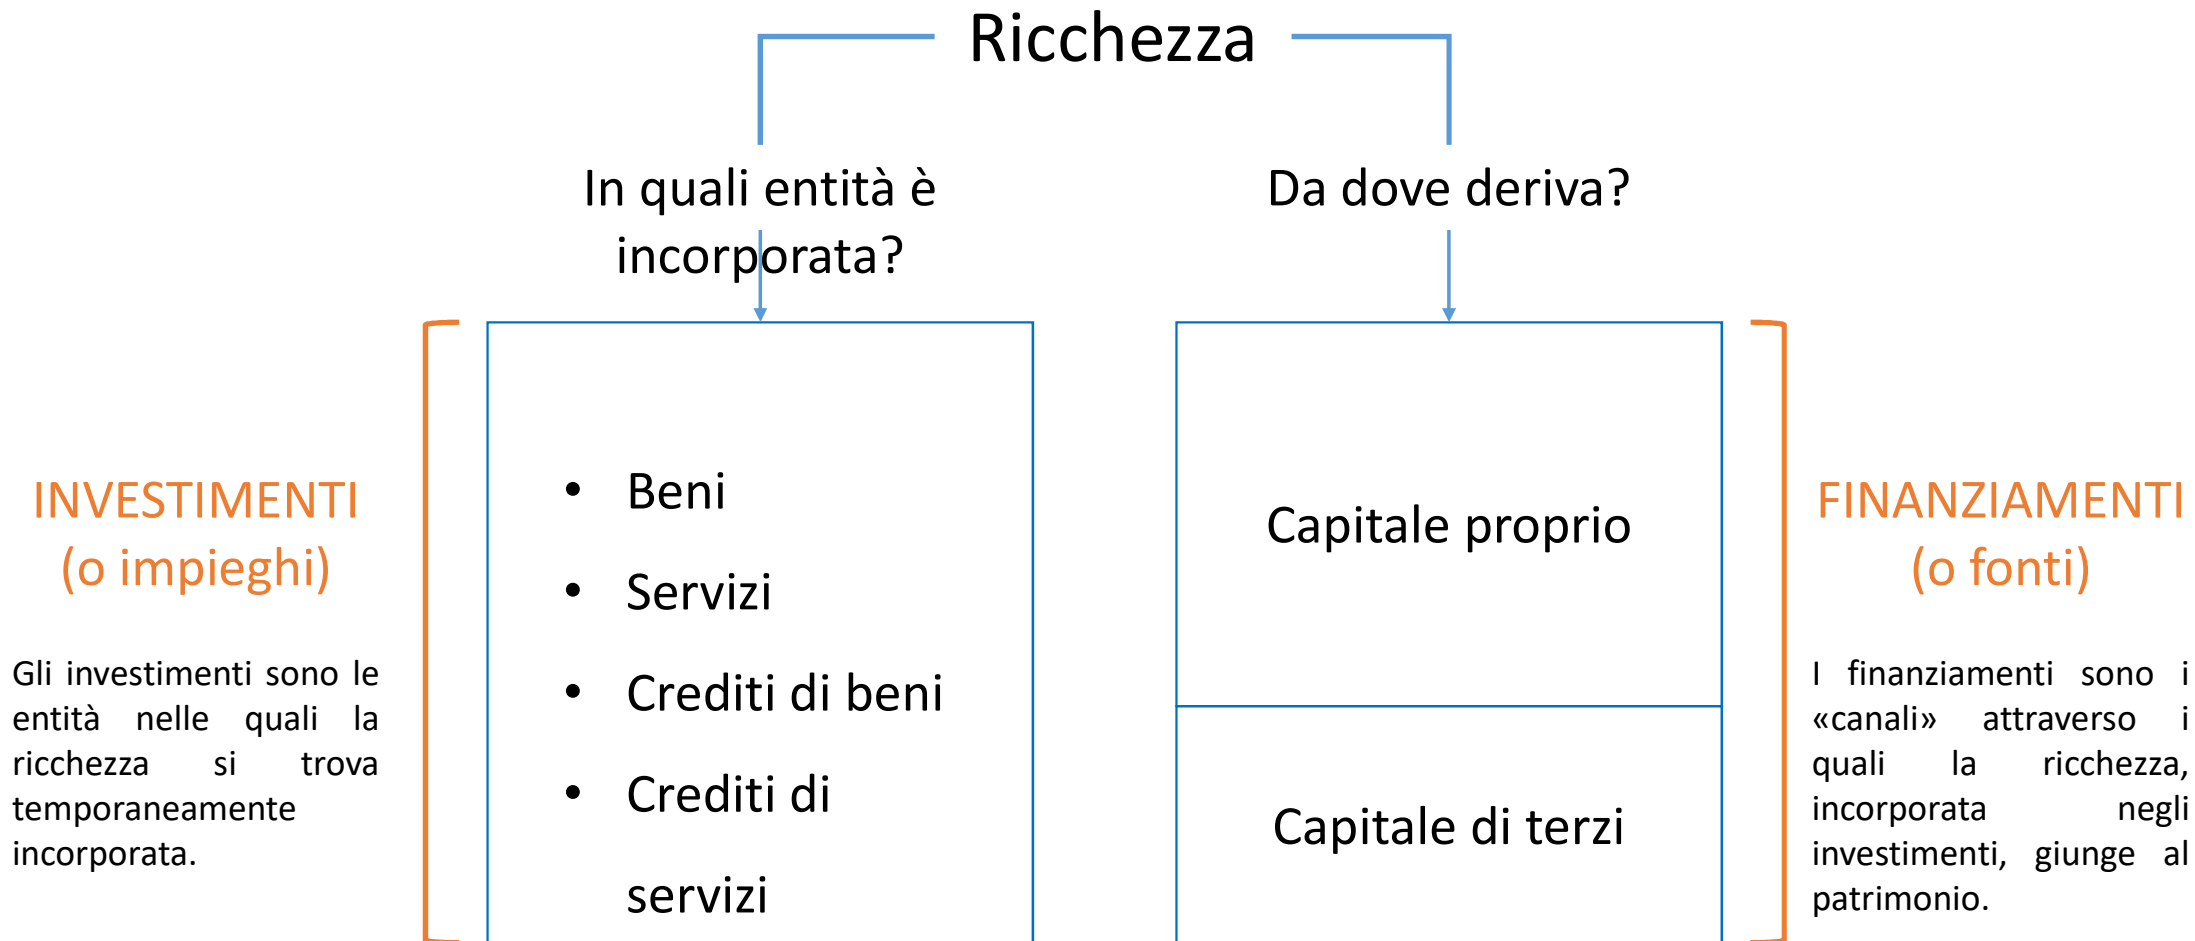 Ricchezza
In quali entità è
incorporata?
Da dove deriva?
INVESTIMENTI
(o impieghi)
Gli investimenti sono le
entità nelle quali la
ricchezza si trova
temporaneamente
incorporata.
• Beni
• Servizi
• Crediti di beni
• Crediti di
servizi
Capitale proprio
Capitale di terzi
FINANZIAMENTI
(o fonti)
I finanziamenti sono i
«canali» attraverso i
quali la ricchezza,
incorporata negli
investimenti, giunge al
patrimonio.